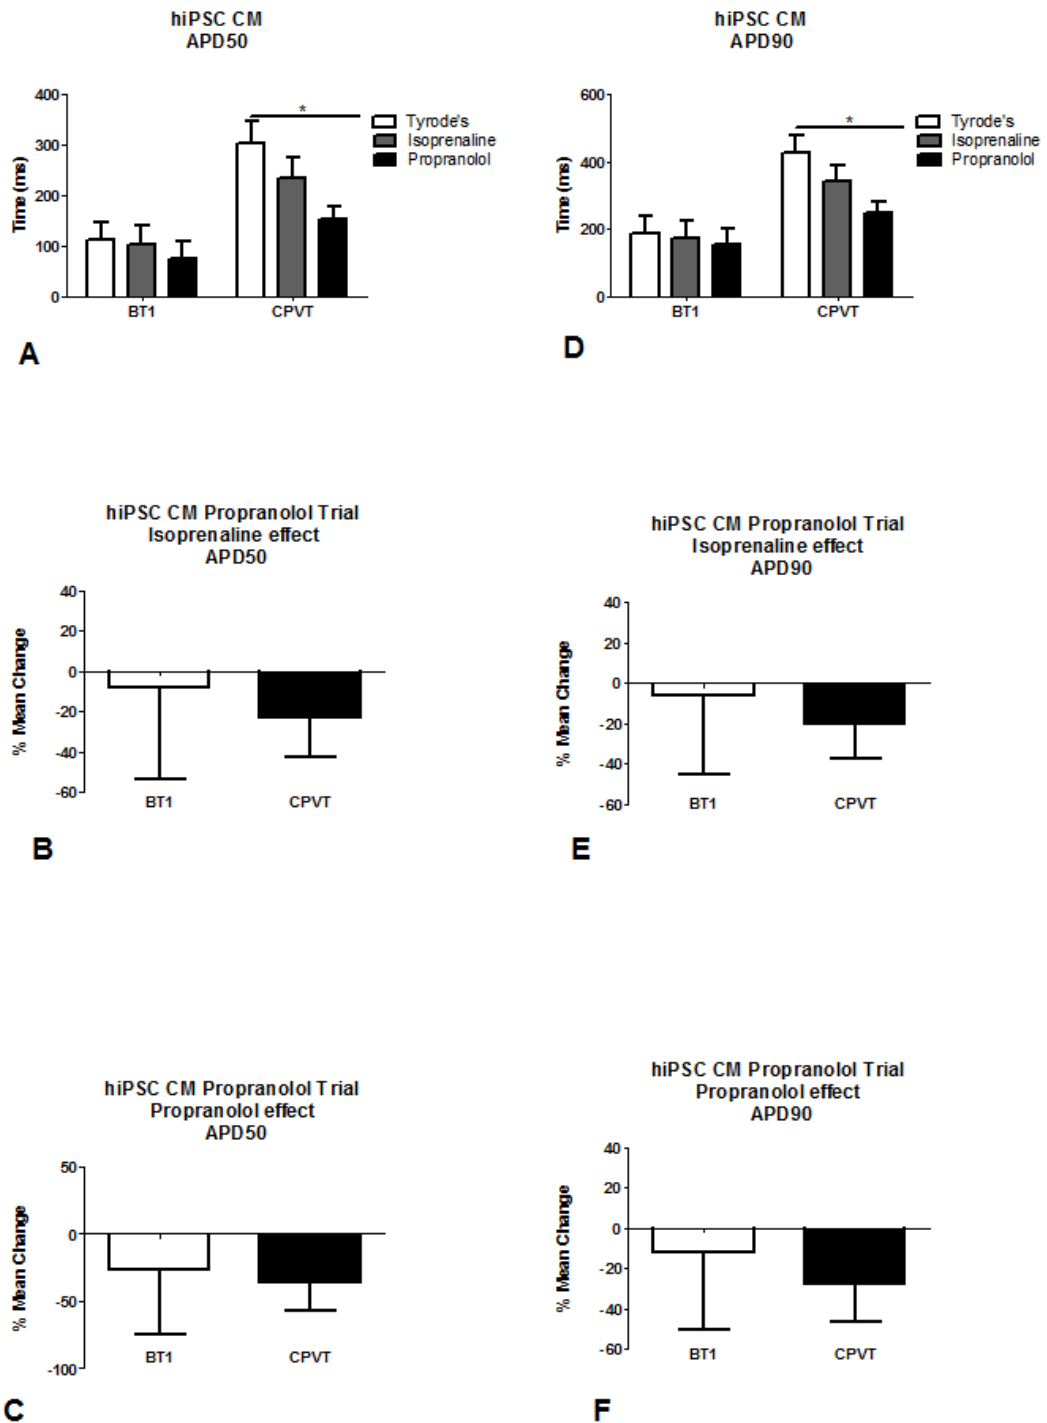 hiPSC CM
APD50
400
300
200
100
0
Time (ms)
*
Tyrode's
Isoprenaline
Propranolol
BT1
CPVT
A
hiPSC CM
APD90
600
400
200
0
Time (ms)
*
Tyrode's
Isoprenaline
Propranolol
BT1
CPVT
D
hiPSC CM Propranolol Trial
Isoprenaline effect
APD50
40
20
0
-20
-40
-60
% Mean Change
BT1
CPVT
B
hiPSC CM Propranolol Trial
Isoprenaline effect
APD90
40
20
0
-20
-40
-60
% Mean Change
BT1
CPVT
E
hiPSC CM Propranolol Trial
Propranolol effect
APD50
50
0
-50
-100
% Mean Change
BT1
CPVT
C
hiPSC CM Propranolol Trial
Propranolol effect
APD90
40
20
0
-20
-40
-60
% Mean Change
BT1
CPVT
F